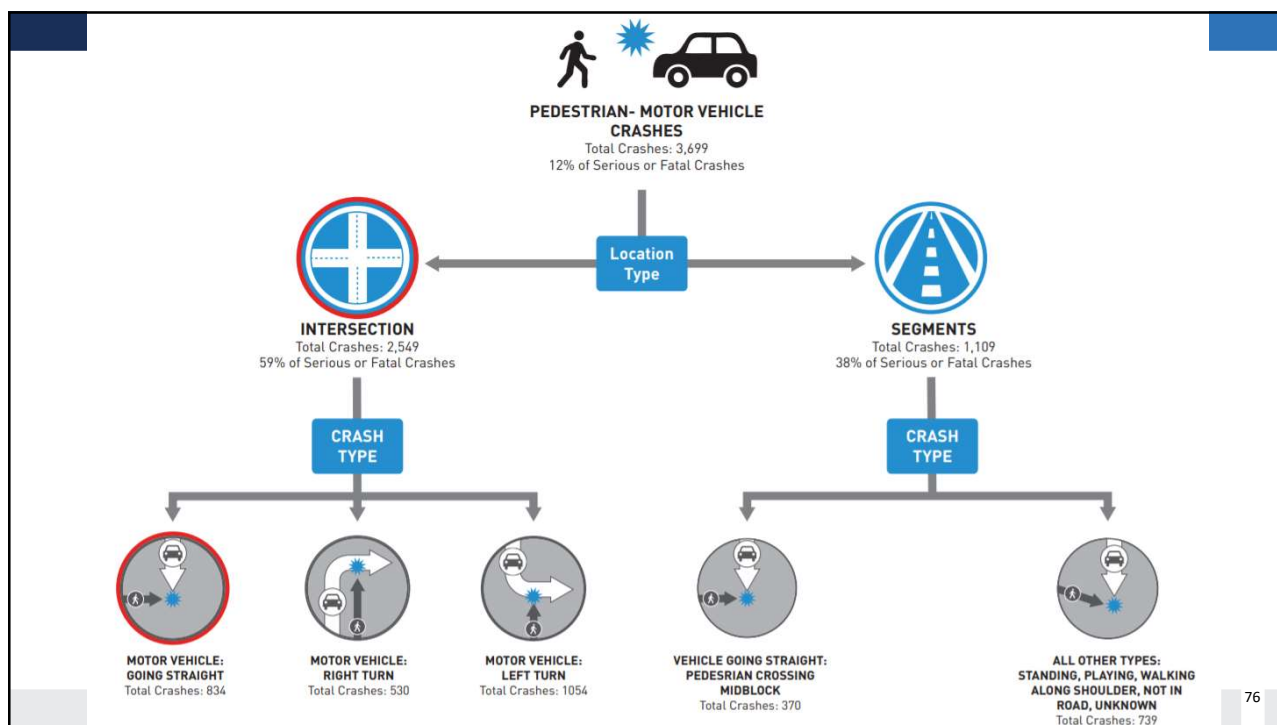 PEDESTRIAN- MOTOR VEHICLE
CRASHES
Total Crashes: 3,699
12% of Serious or Fatal Crashes
Location
Type
INTERSECTION
Total Crashes: 2,549
59% of Serious or Fatal Crashes
SEGMENTS
Total Crashes: 1,109
38% of Serious or Fatal Crashes
CRASH
TYPE
CRASH
TYPE
MOTOR VEHICLE:
GOING STRAIGHT
Total Crashes: 834
MOTOR VEHICLE:
RIGHT TURN
Total Crashes: 530
MOTOR VEHICLE:
LEFT TURN
Total Crashes: 1054
VEHICLE GOING STRAIGHT:
PEDESRIAN CROSSING
MIDBLOCK
Total Crashes: 370
ALL OTHER TYPES:
STANDING, PLAYING, WALKING
ALONG SHOULDER, NOT IN
ROAD, UNKNOWN
Total Crashes: 739
76